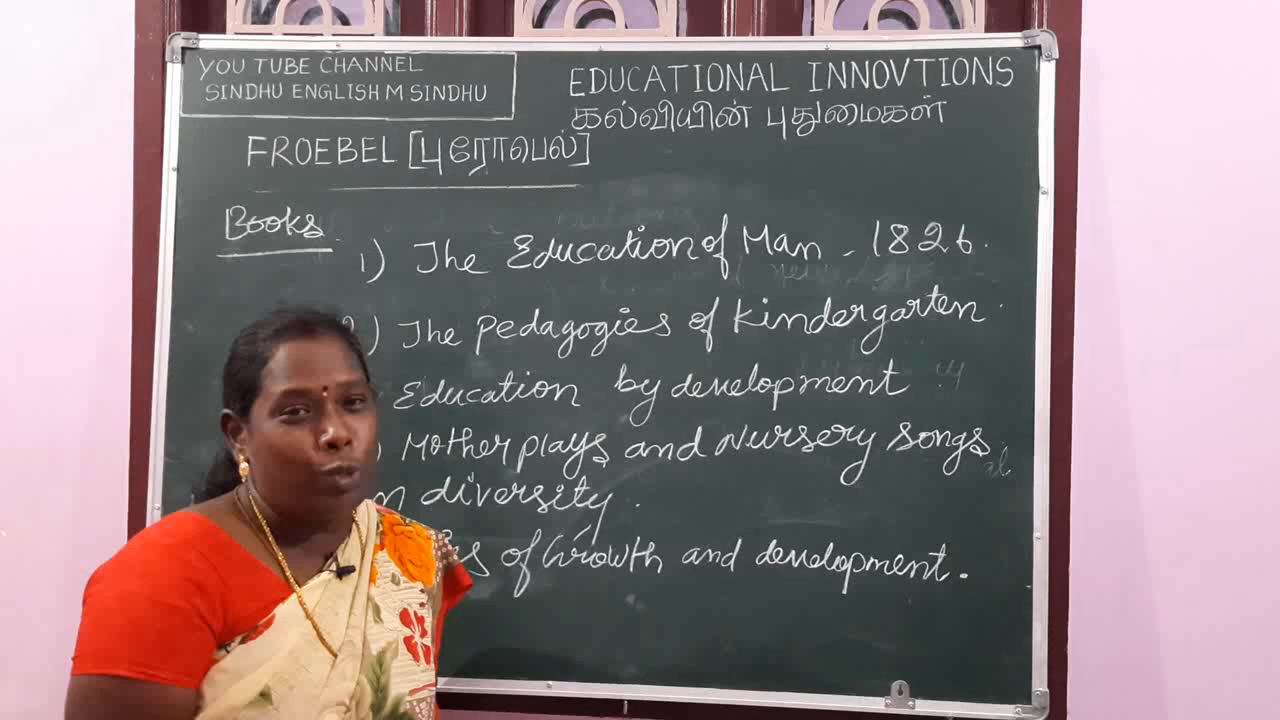 YOU TUBE CHANNEL
SINDHU ENGLISH M SINDHU
EDUCATIONAL INNOVTIONS
கல்வியின் புதுமைகள்
FROEBEL [புரோபெல்]
Books
1) The Education of Man - 1826.
) The Pedagogies of Kindergarten.
Education by development
) Mother plays and Nursery Songs
diversity.
of Growth and development.